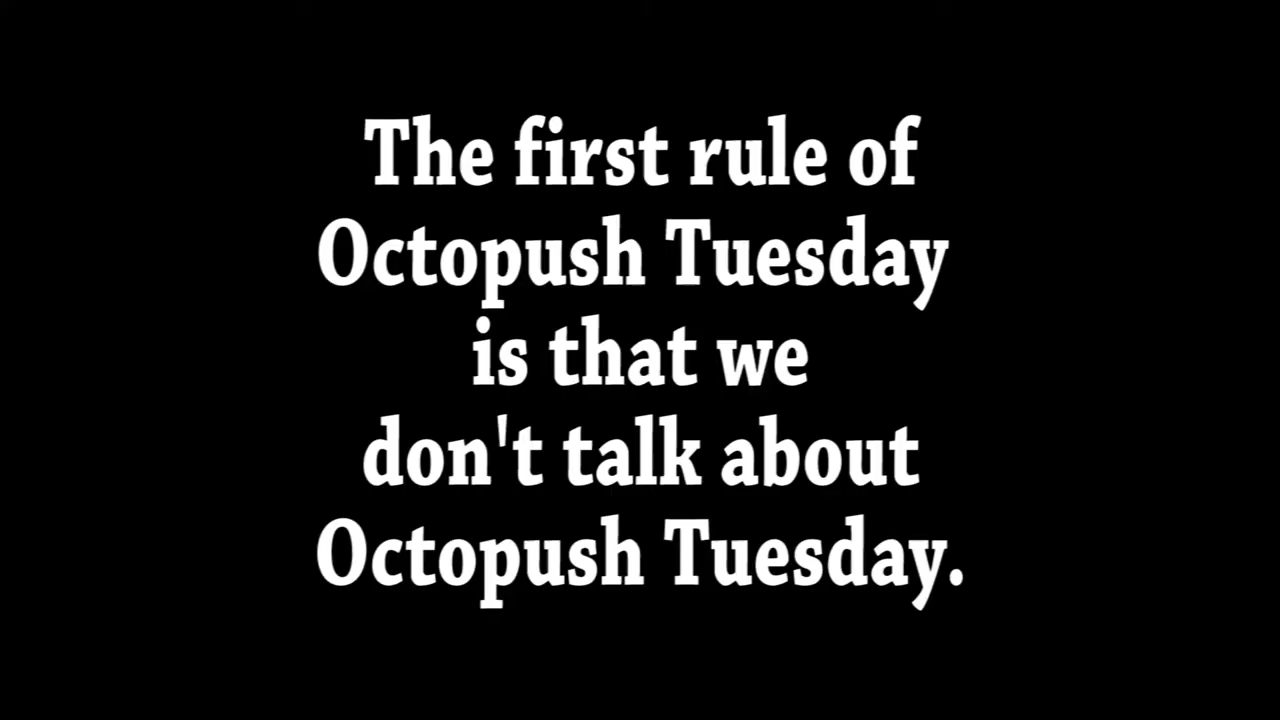 The first rule of
Octopush Tuesday
is that we
don't talk about
Octopush Tuesday.